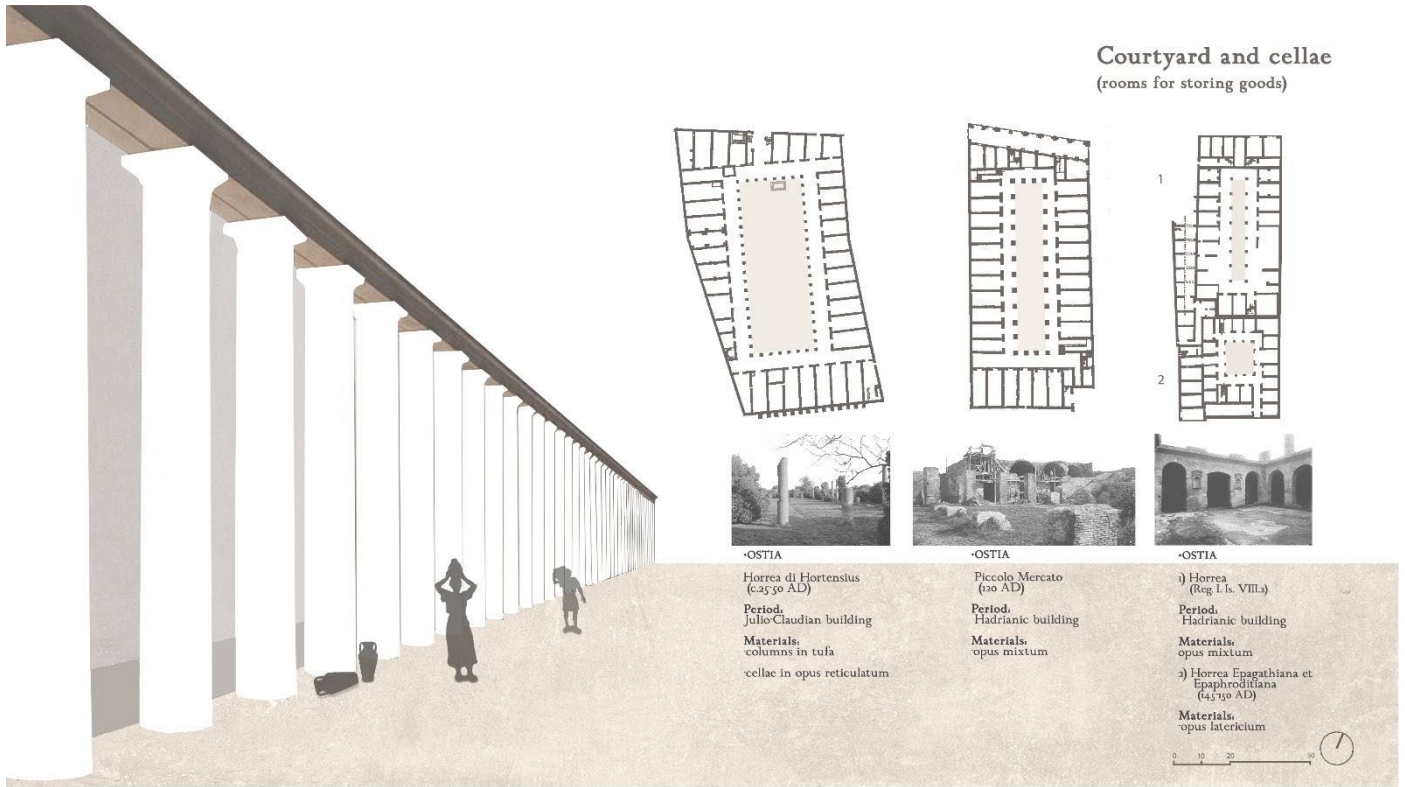 Courtyard and cellae
(rooms for storing goods)
1
2
•OSTIA
Horrea di Hortensius
(c.25-50 AD)
Period:
Julio-Claudian building
Materials:
-columns in tufa
-cellae in opus reticulatum
•OSTIA
Piccolo Mercato
(120 AD)
Period:
Hadrianic building
Materials:
opus mixtum
•OSTIA
1) Horrea
(Reg. I. Is. VIII.2)
Period:
Hadrianic building
Materials:
opus mixtum
2) Horrea Epagathiana et
Epaphroditiana
(145-150 AD)
Materials:
-opus latericium
0 10 20 50